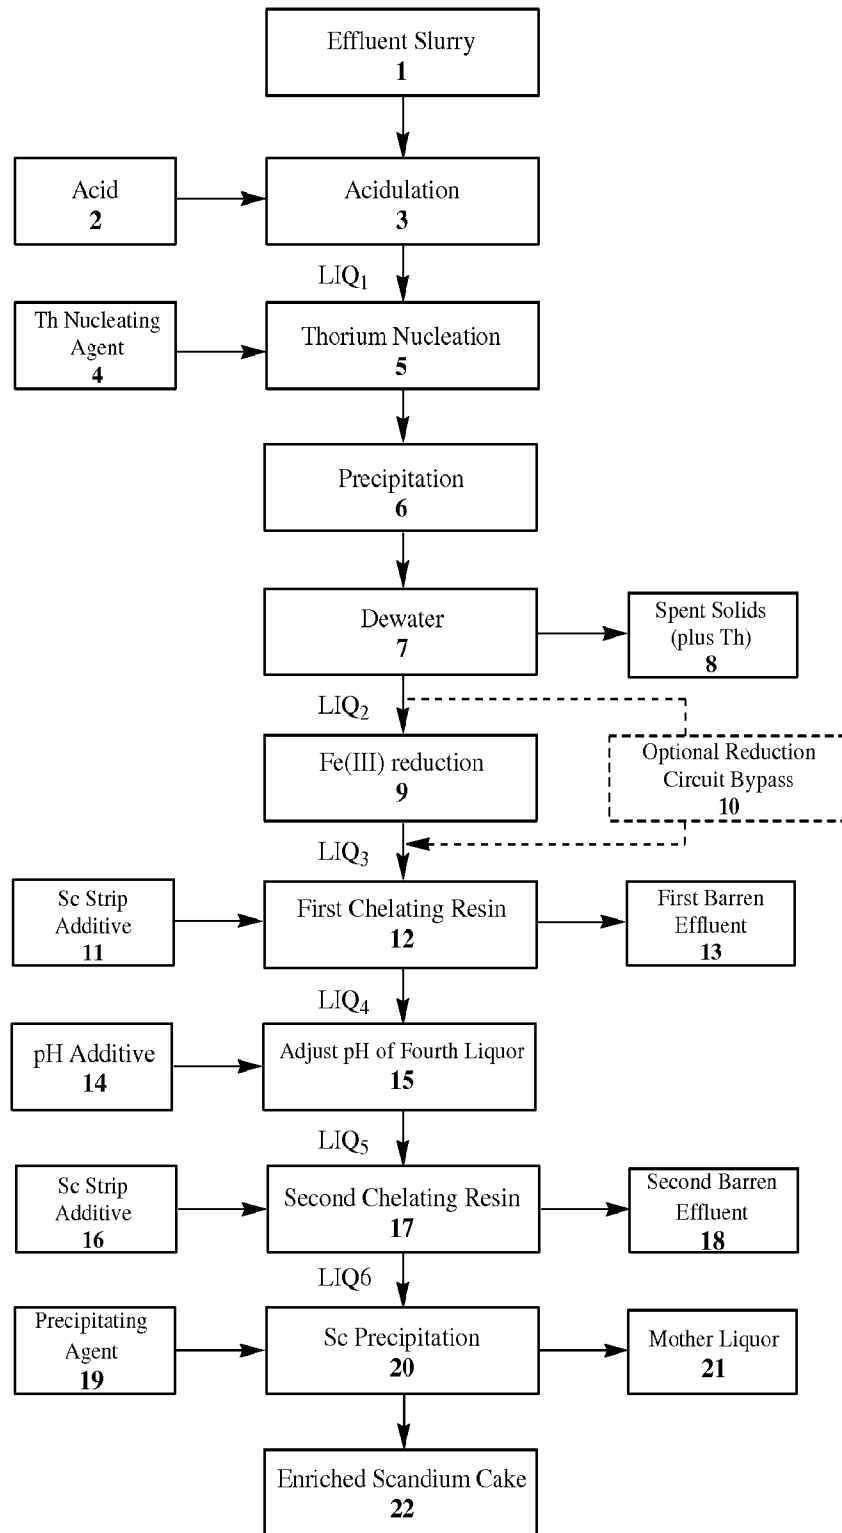 Effluent Slurry
1
Acid
2
Acidulation
3
LIQ1
Th Nucleating
Agent
4
Thorium Nucleation
5
Precipitation
6
Dewater
7
Spent Solids
(plus Th)
8
LIQ2
Fe(III) reduction
9
Optional Reduction
Circuit Bypass
10
LIQ3
Sc Strip
Additive
11
First Chelating Resin
12
First Barren
Effluent
13
LIQ4
pH Additive
14
Adjust pH of Fourth Liquor
15
LIQ5
Sc Strip
Additive
16
Second Chelating Resin
17
Second Barren
Effluent
18
LIQ6
Precipitating
Agent
19
Sc Precipitation
20
Mother Liquor
21
Enriched Scandium Cake
22